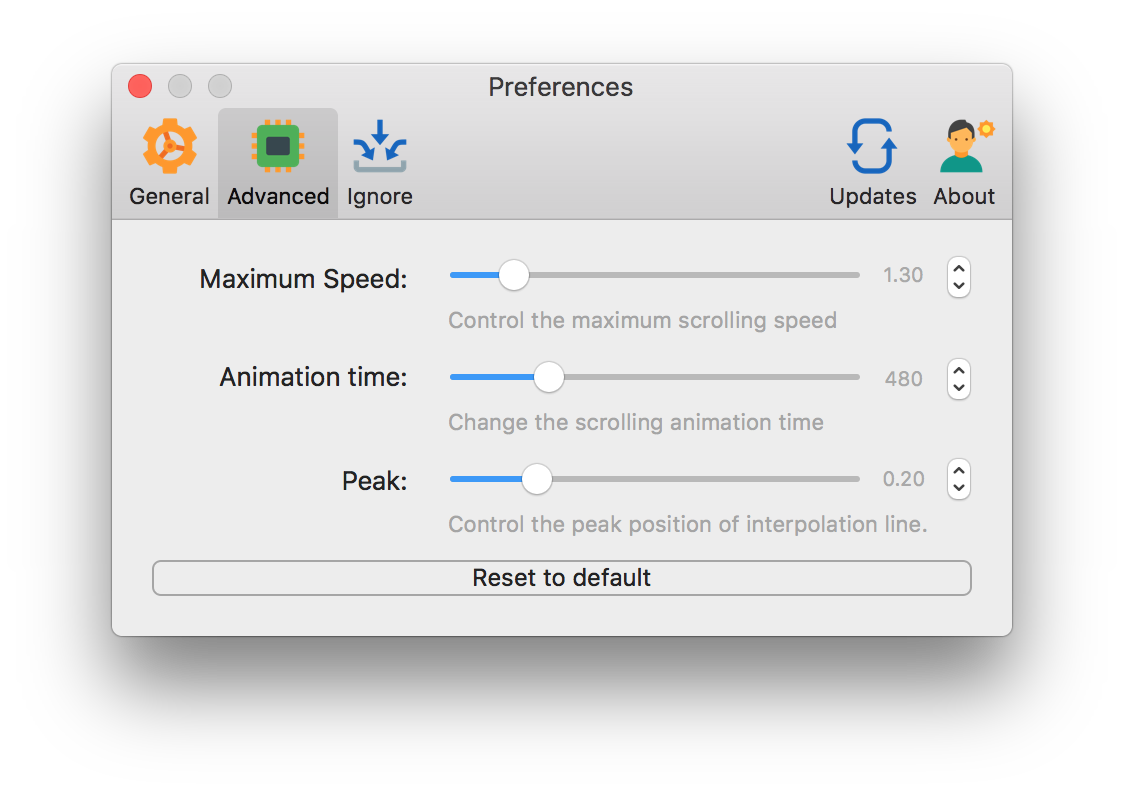 Preferences
General Advanced Ignore Updates About
Maximum Speed: 1.30
Control the maximum scrolling speed
Animation time: 480
Change the scrolling animation time
Peak: 0.20
Control the peak position of interpolation line.
Reset to default